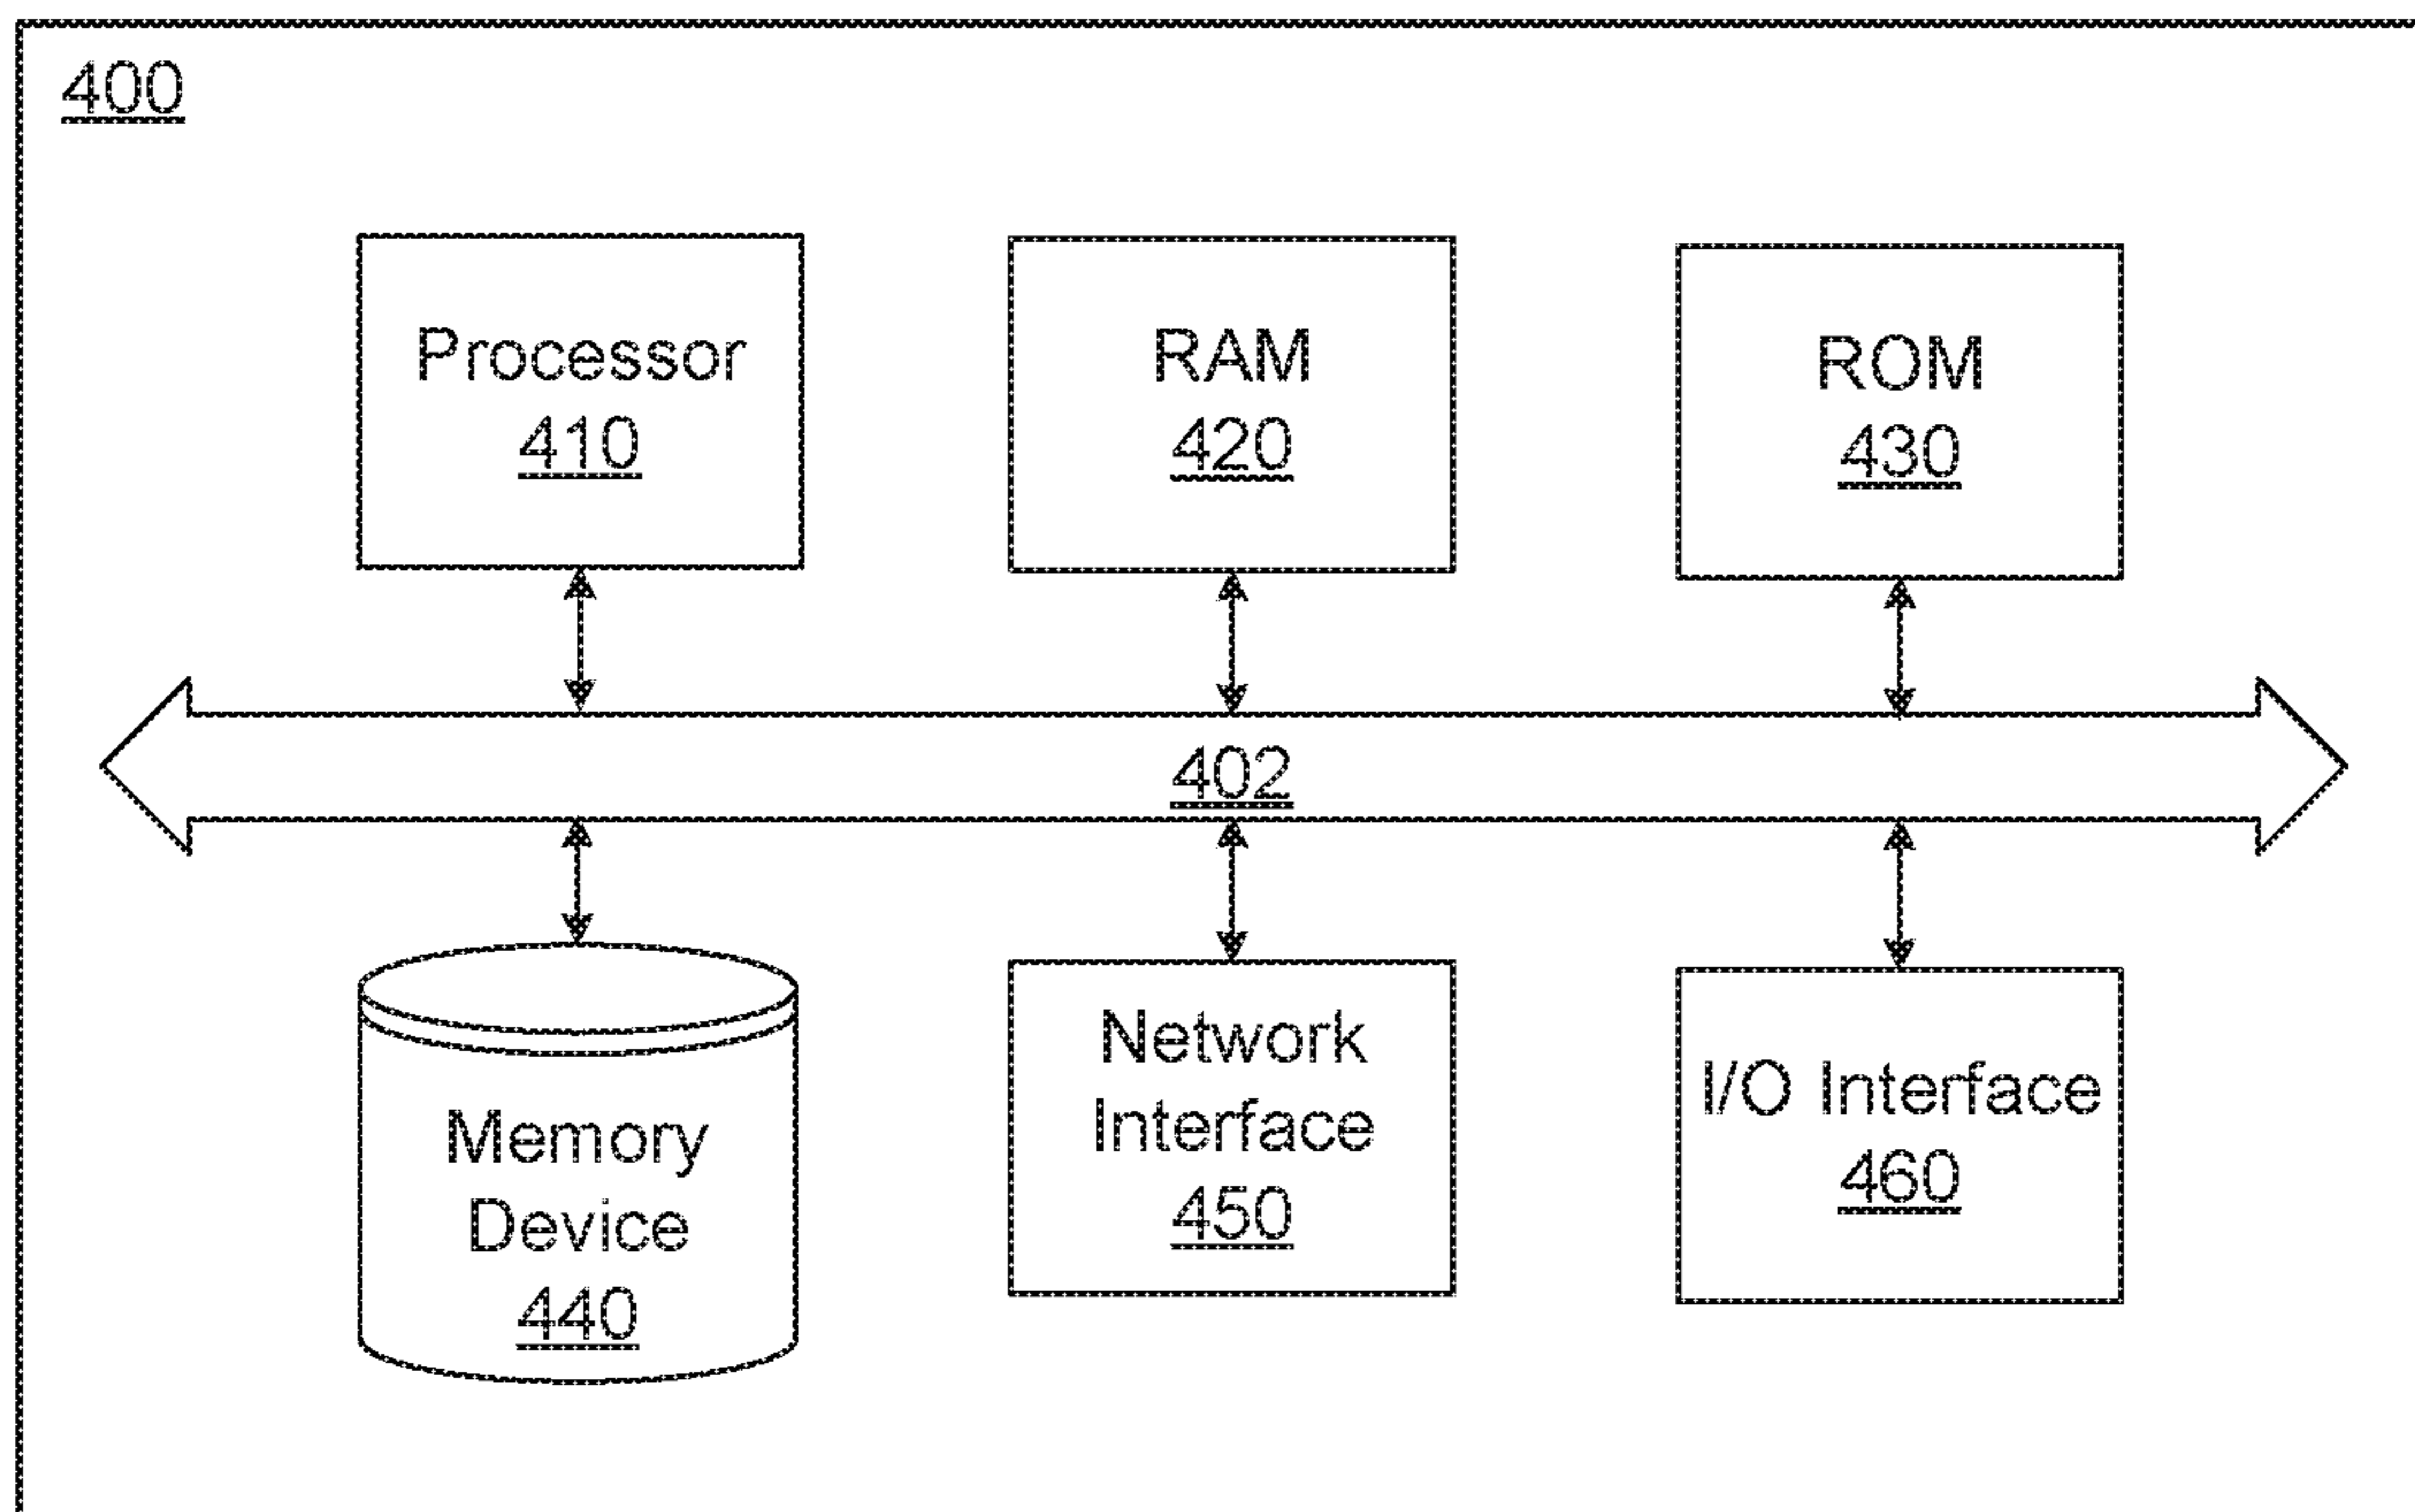 400
Processor
410
RAM
420
ROM
430
402
Memory
Device
440
Network
Interface
450
I/O Interface
460